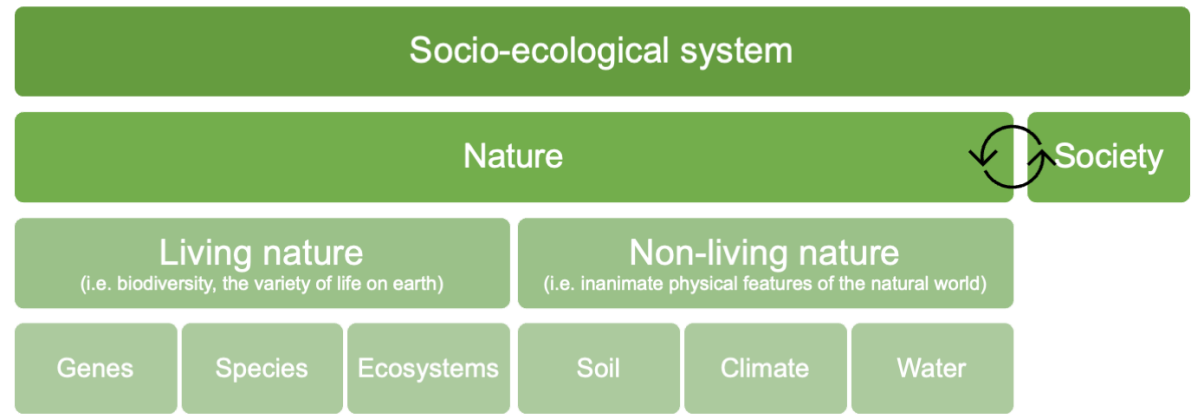 Socio-ecological system
Nature
Society
Living nature
(i.e. biodiversity, the variety of life on earth)
Non-living nature
(i.e. inanimate physical features of the natural world)
Genes
Species
Ecosystems
Soil
Climate
Water